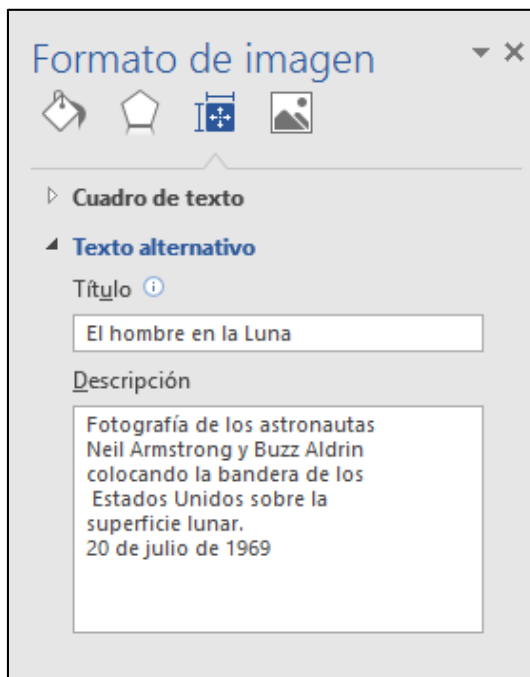 Formato de imagen
Cuadro de texto
Texto alternativo
Título
El hombre en la Luna
Descripción
Fotografía de los astronautas
Neil Armstrong y Buzz Aldrin
colocando la bandera de los
Estados Unidos sobre la
superficie lunar.
20 de julio de 1969